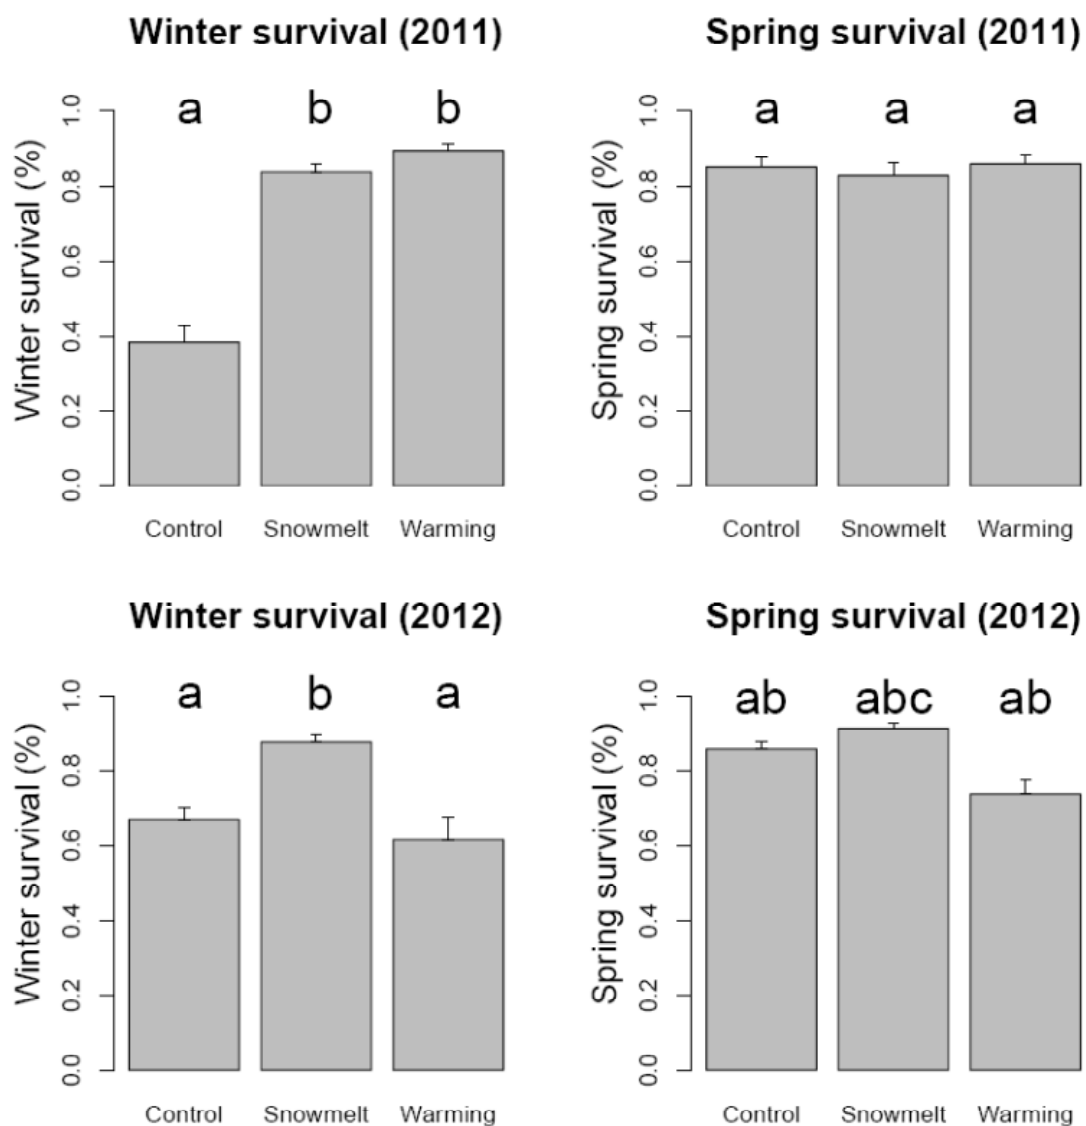 Winter survival (2011)
a b b
Winter survival (%)
1.0
0.8
0.6
0.4
0.2
0.0
Control Snowmelt Warming
Spring survival (2011)
a a a
Spring survival (%)
1.0
0.8
0.6
0.4
0.2
0.0
Control Snowmelt Warming
Winter survival (2012)
a b a
Winter survival (%)
1.0
0.8
0.6
0.4
0.2
0.0
Control Snowmelt Warming
Spring survival (2012)
ab abc ab
Spring survival (%)
1.0
0.8
0.6
0.4
0.2
0.0
Control Snowmelt Warming